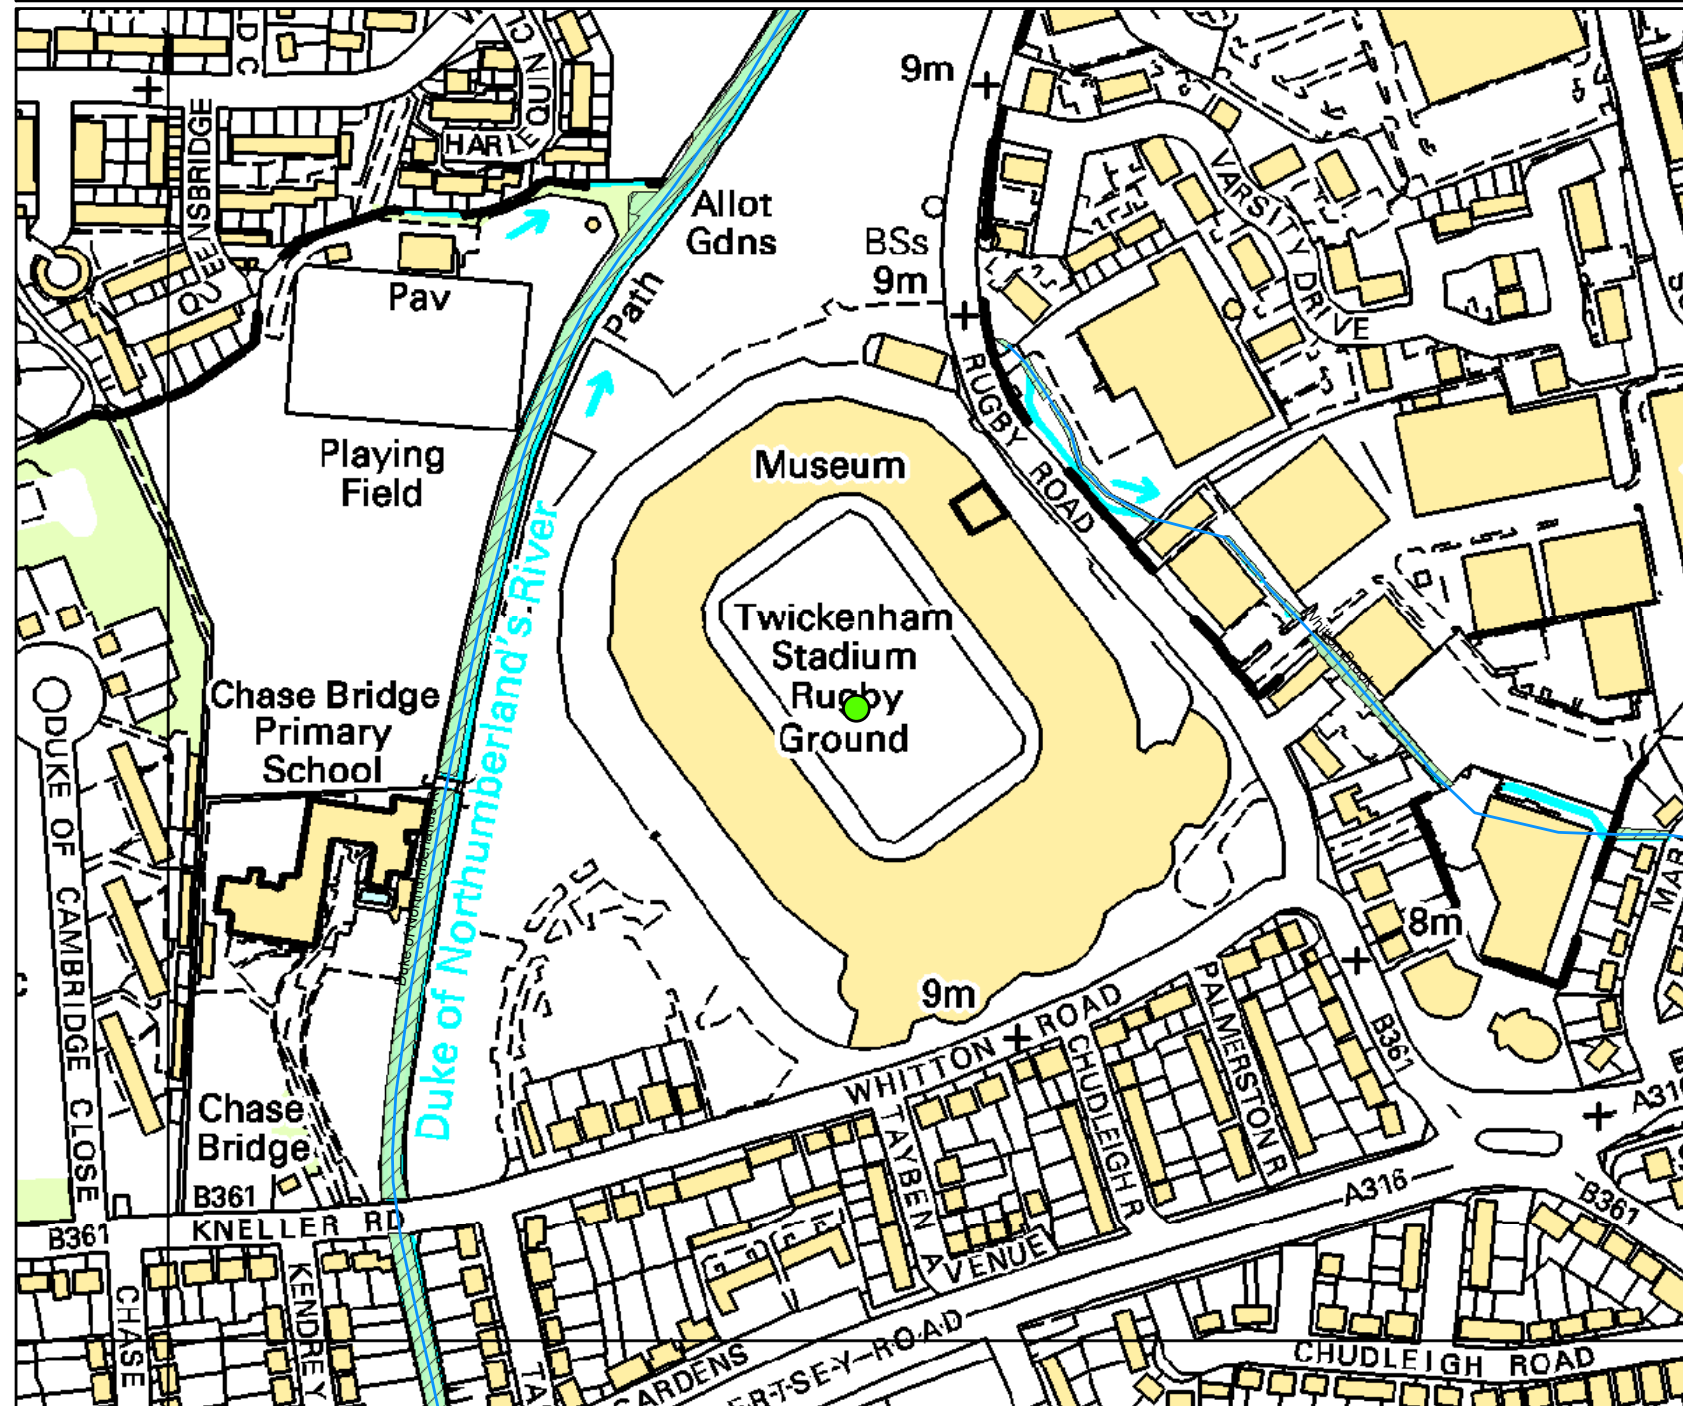 HARLEQUIN CL
QUEENSBRIDGE
9m
Allot
Gdns
BSs
9m
VARSITY DRIVE
Pav
Path
RUGBY ROAD
Playing
Field
Museum
Duke of Northumberland's River
Twickenham
Stadium
Rugby
Ground
Whitton Brook
Chase Bridge
Primary
School
DUKE OF CAMBRIDGE CLOSE
8m
9m
WHITTON ROAD
PALMERSTON R
CHUDLEIGH R
B361
Chase
Bridge
TAYBEN AVENUE
B361
KNELLER RD
B361
A316
B361
CHASE
KENDREY
GARDENS
CHUDLEIGH ROAD